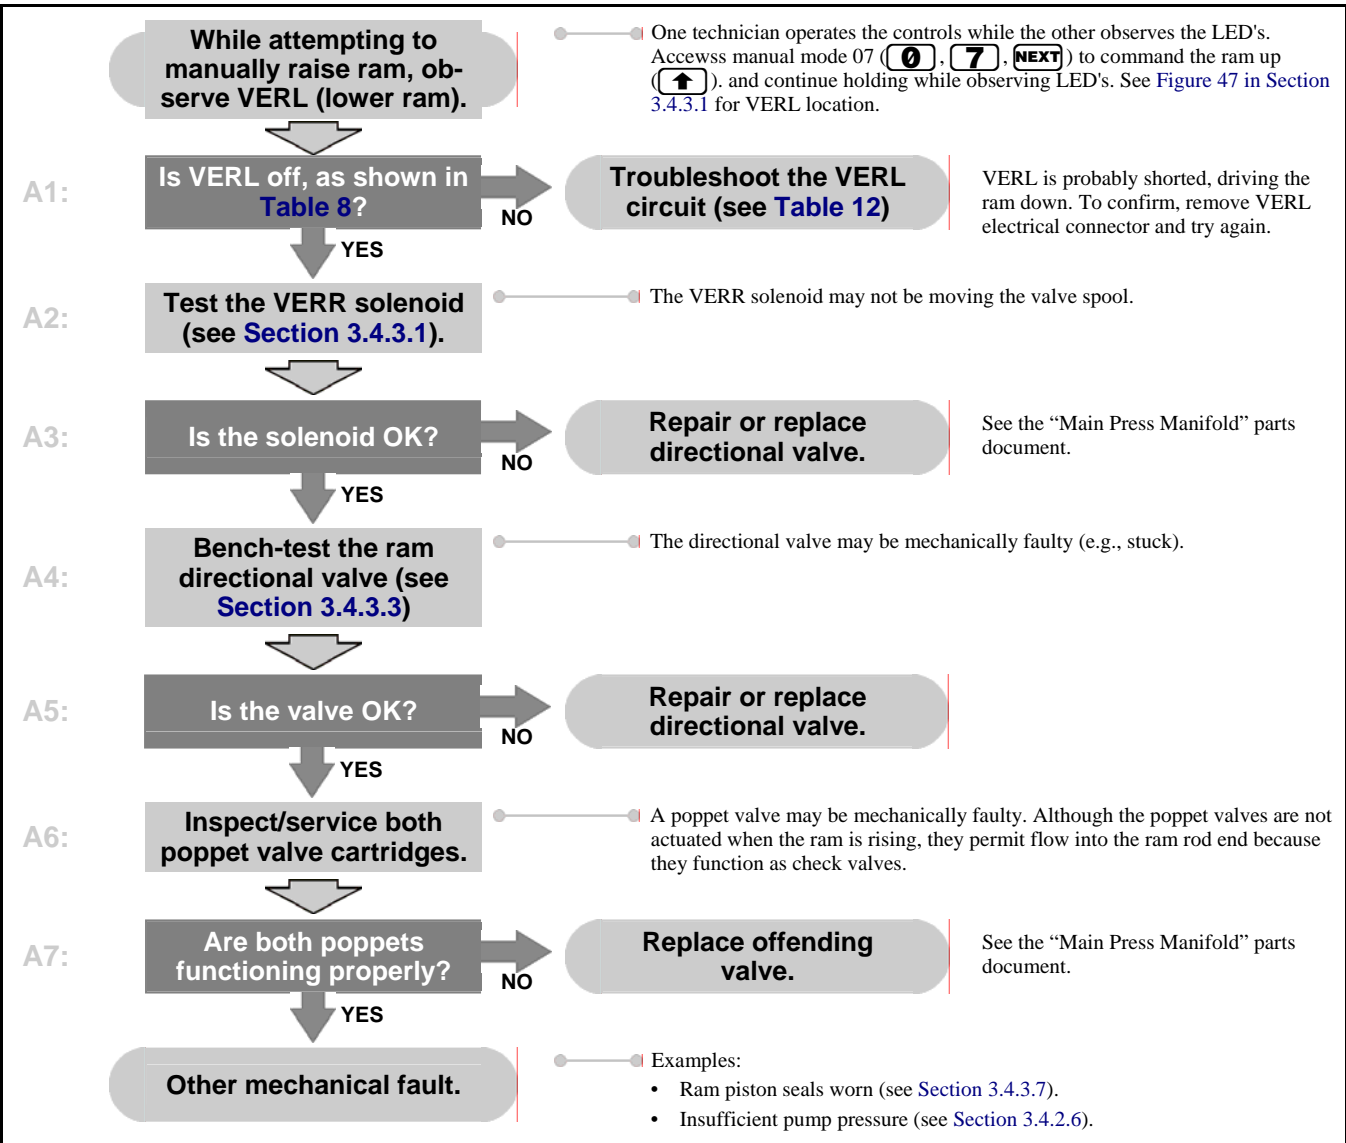 While attempting to
manually raise ram, ob-
serve VERL (lower ram).
One technician operates the controls while the other observes the LED's.
Accewss manual mode 07 ( 0 , 7 , NEXT ) to command the ram up
( ⬆ ). and continue holding while observing LED's. See Figure 47 in Section
3.4.3.1 for VERL location.
A1:
Is VERL off, as shown in
Table 8?
NO
Troubleshoot the VERL
circuit (see Table 12)
VERL is probably shorted, driving the
ram down. To confirm, remove VERL
electrical connector and try again.
YES
A2:
Test the VERR solenoid
(see Section 3.4.3.1).
The VERR solenoid may not be moving the valve spool.
A3:
Is the solenoid OK?
NO
Repair or replace
directional valve.
See the “Main Press Manifold” parts
document.
YES
A4:
Bench-test the ram
directional valve (see
Section 3.4.3.3)
The directional valve may be mechanically faulty (e.g., stuck).
A5:
Is the valve OK?
NO
Repair or replace
directional valve.
YES
A6:
Inspect/service both
poppet valve cartridges.
A poppet valve may be mechanically faulty. Although the poppet valves are not
actuated when the ram is rising, they permit flow into the ram rod end because
they function as check valves.
A7:
Are both poppets
functioning properly?
NO
Replace offending
valve.
See the “Main Press Manifold” parts
document.
YES
Other mechanical fault.
Examples:
• Ram piston seals worn (see Section 3.4.3.7).
• Insufficient pump pressure (see Section 3.4.2.6).